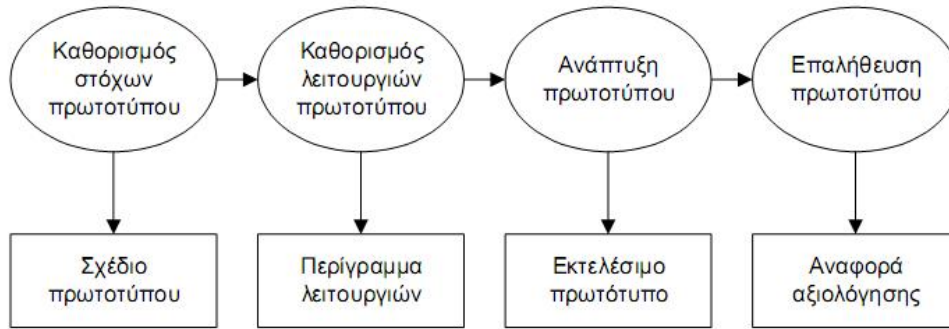 Καθορισμός
στόχων
πρωτοτύπου
Καθορισμός
λειτουργιών
πρωτοτύπου
Ανάπτυξη
πρωτοτύπου
Επαλήθευση
πρωτοτύπου
Σχέδιο
πρωτοτύπου
Περίγραμμα
λειτουργιών
Εκτελέσιμο
πρωτότυπο
Αναφορά
αξιολόγησης